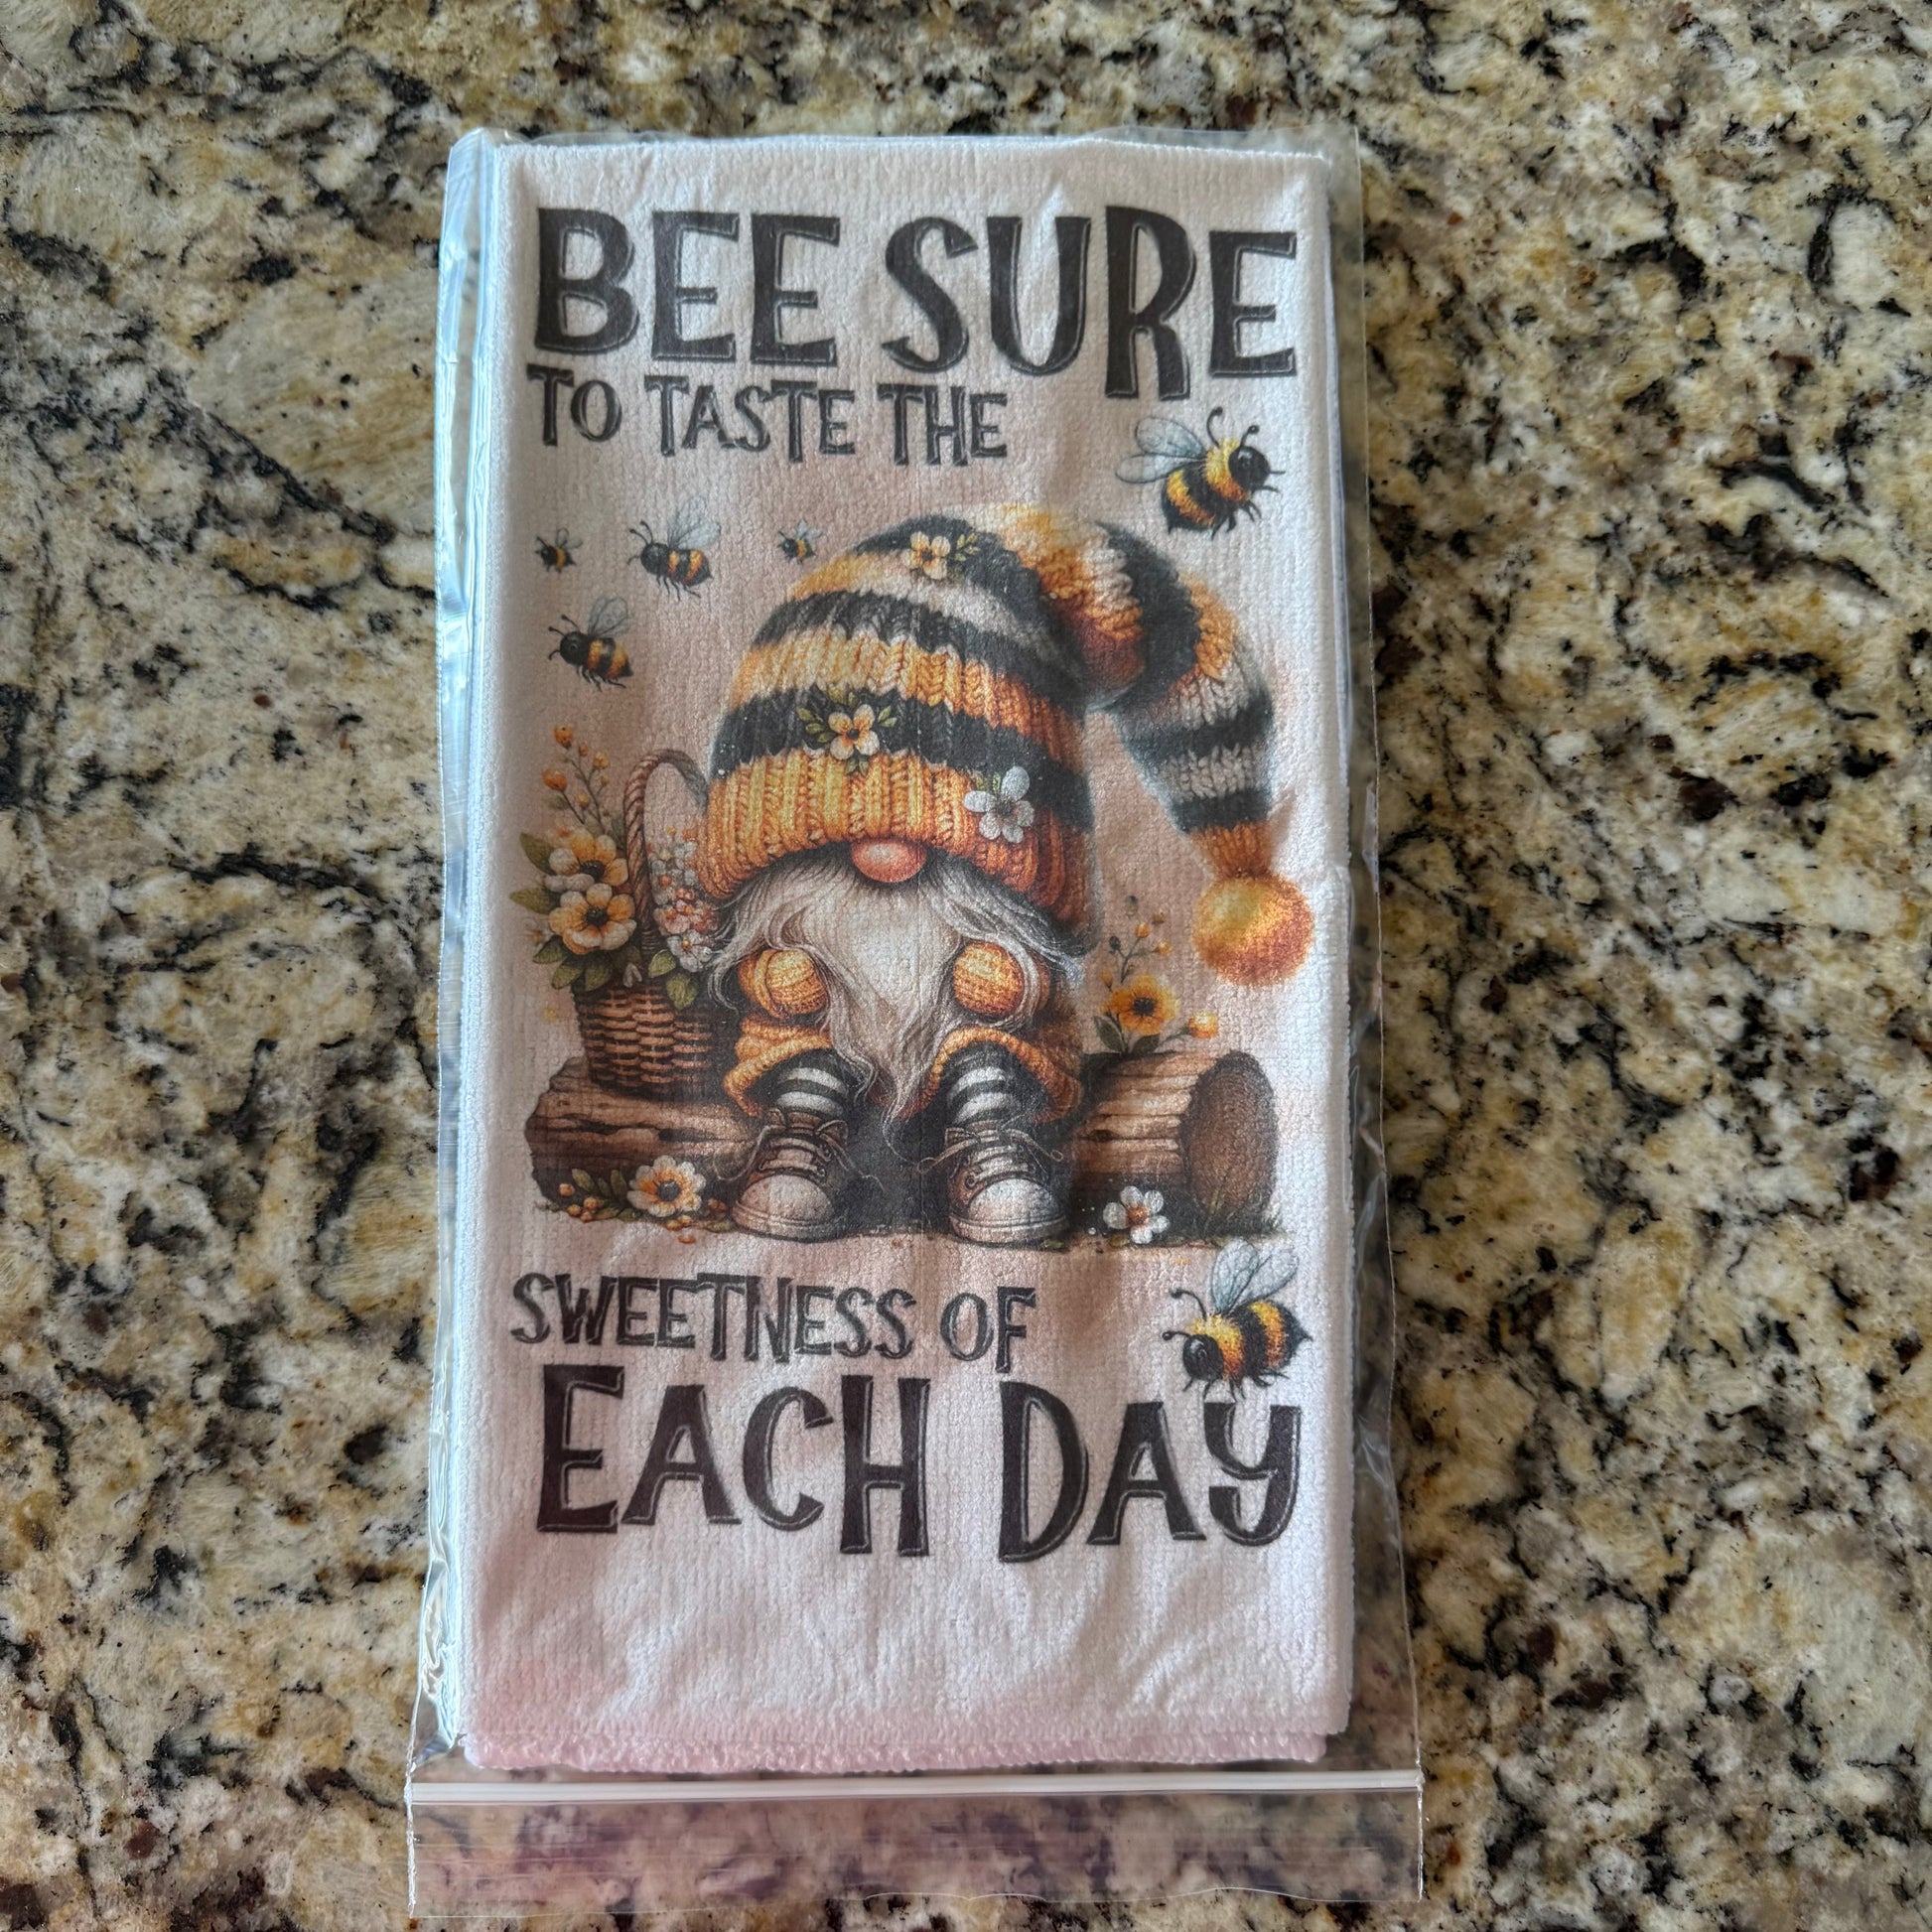 BEE SURE
TO TASTE THE
SWEETNESS OF
EACH DAY